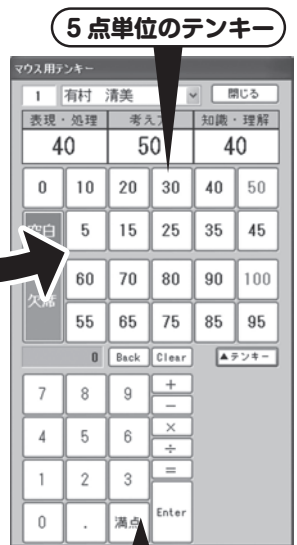 5点単位のテンキー
マウス用テンキー
1 有村 清美 閉じる
表現・処理 考え 知識・理解
40 50 40
0 10 20 30 40 50
空白 5 15 25 35 45
60 70 80 90 100
欠席 55 65 75 85 95
0 Back Clear ▲テンキー
7 8 9 +
-
4 5 6 ×
÷
1 2 3 =
0 . 満点 Enter